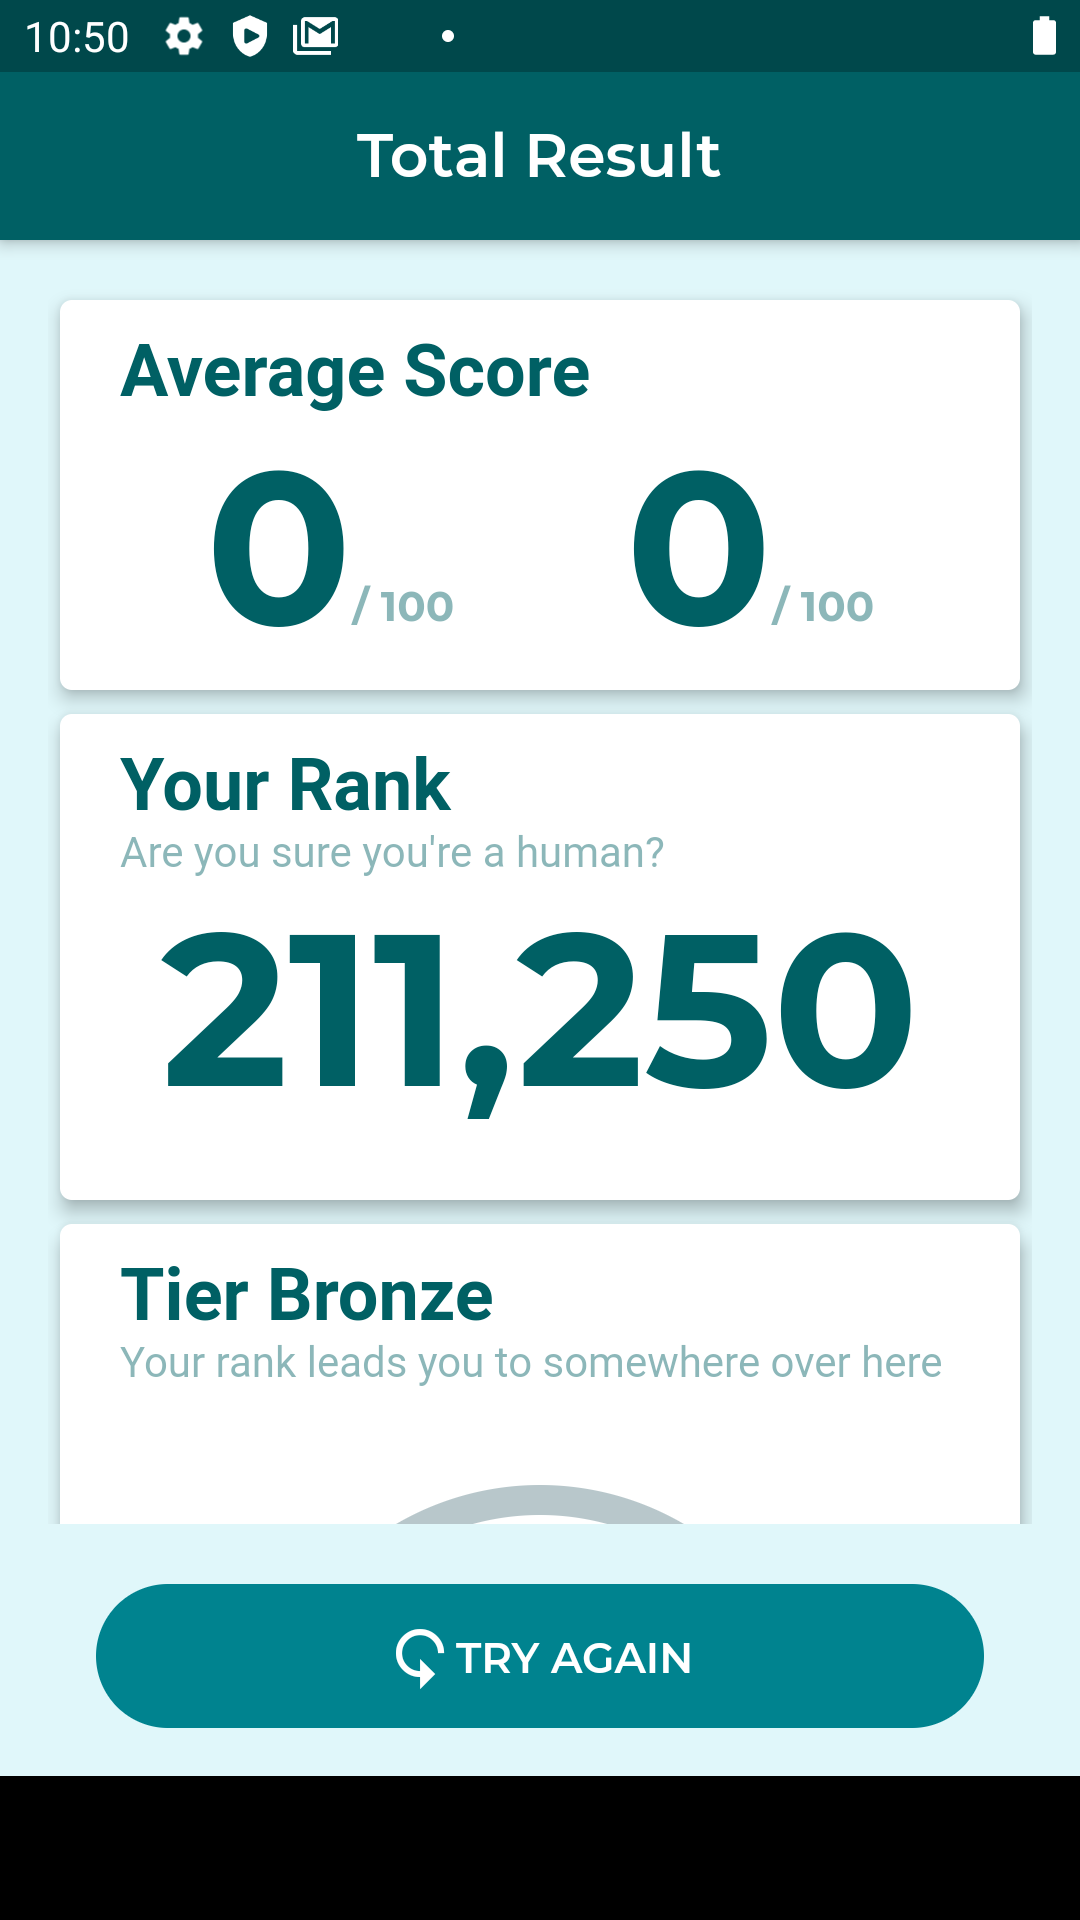 10:50
Total Result
Average Score
0 / 100 0 / 100
Your Rank
Are you sure you're a human?
211,250
Tier Bronze
Your rank leads you to somewhere over here
TRY AGAIN